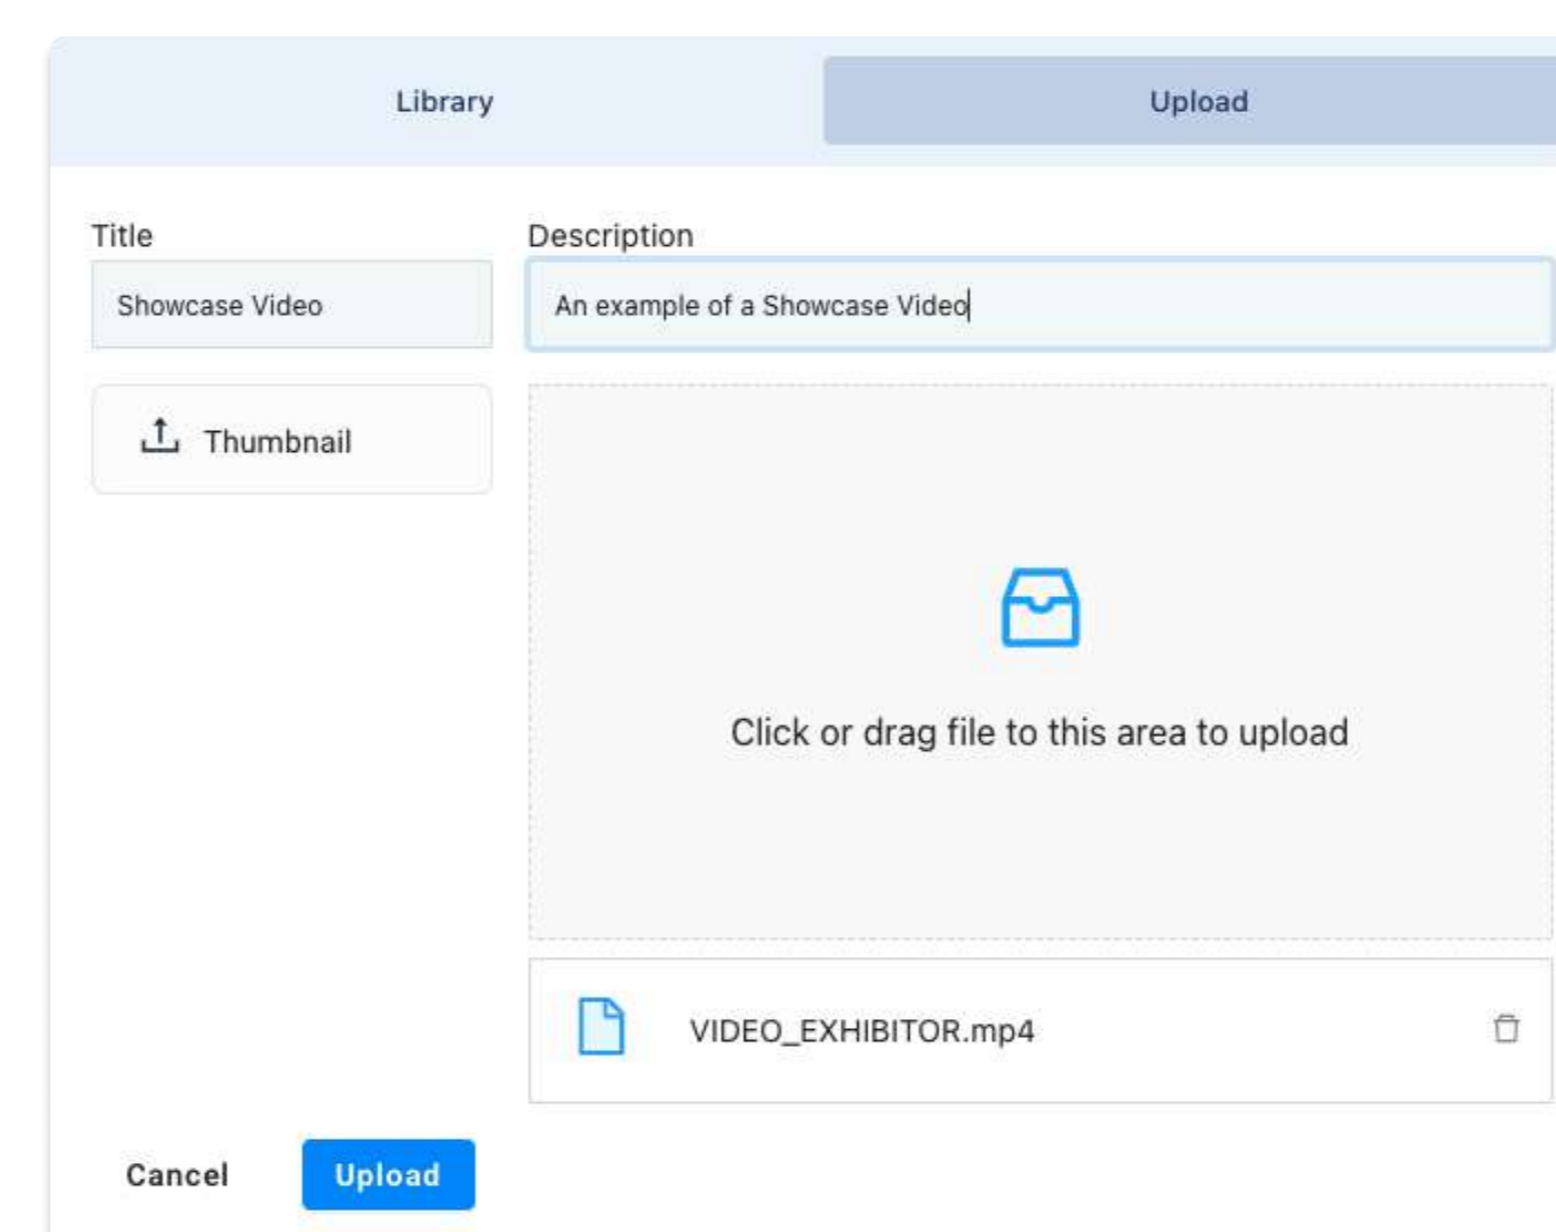 Library
Upload
Title
Description
Showcase Video
An example of a Showcase Video
Thumbnail
Click or drag file to this area to upload
VIDEO_EXHIBITOR.mp4
Cancel
Upload